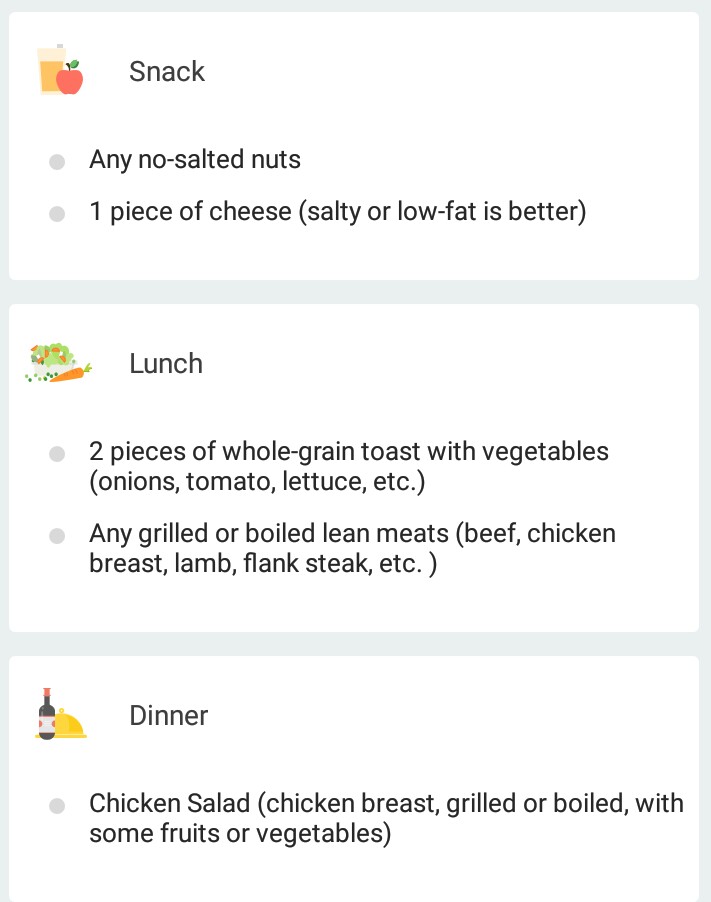 Snack
Any no-salted nuts
1 piece of cheese (salty or low-fat is better)
Lunch
2 pieces of whole-grain toast with vegetables
(onions, tomato, lettuce, etc.)
Any grilled or boiled lean meats (beef, chicken
breast, lamb, flank steak, etc. )
Dinner
Chicken Salad (chicken breast, grilled or boiled, with
some fruits or vegetables)